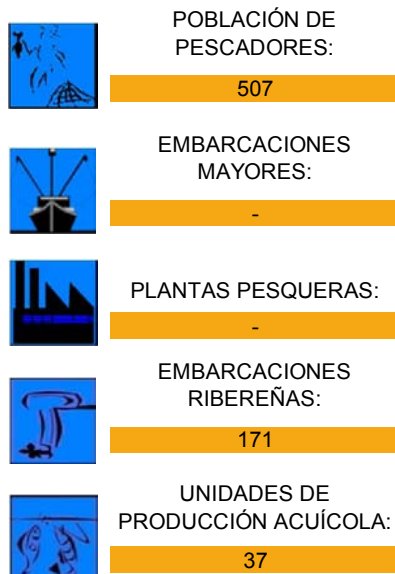 POBLACIÓN DE
PESCADORES:
507
EMBARCACIONES
MAYORES:
-
PLANTAS PESQUERAS:
-
EMBARCACIONES
RIBEREÑAS:
171
UNIDADES DE
PRODUCCIÓN ACUÍCOLA:
37